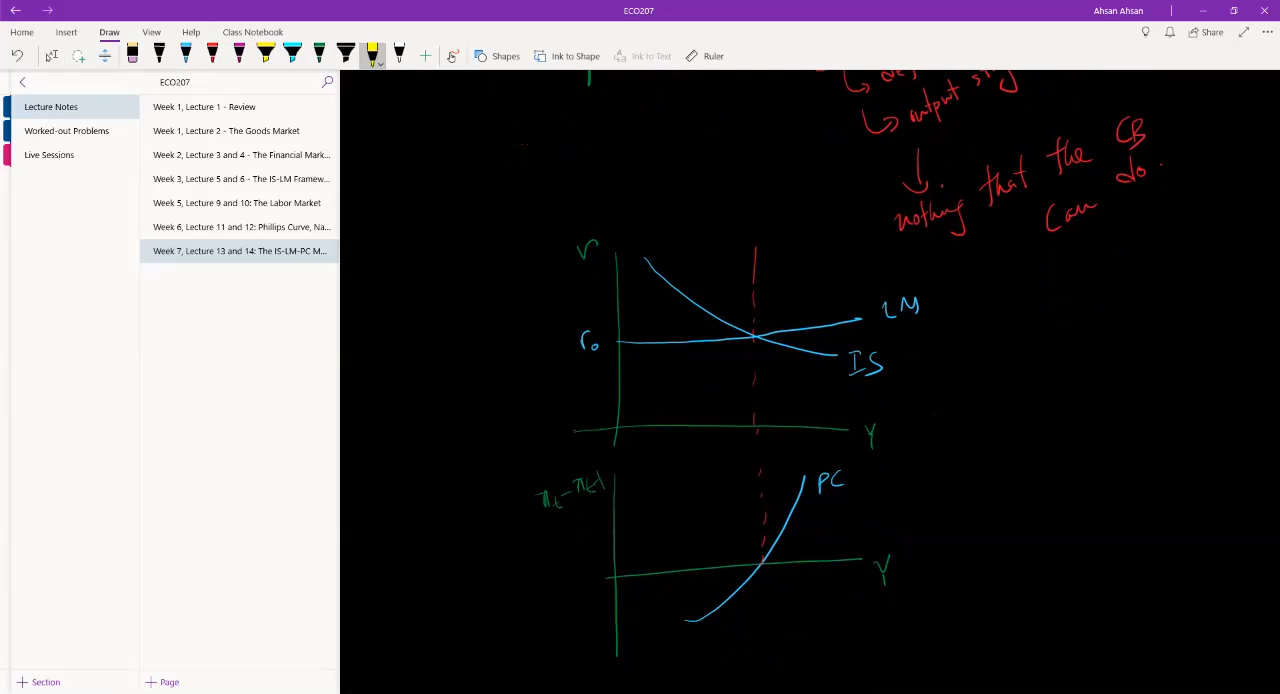 ECO207
Ahsan Ahsan
Home Insert Draw View Help Class Notebook
Share
Shapes Ink to Shape Ink to Text Ruler
ECO207
Lecture Notes
Worked-out Problems
Live Sessions
Week 1, Lecture 1 - Review
Week 1, Lecture 2 - The Goods Market
Week 2, Lecture 3 and 4 - The Financial Mark...
Week 3, Lecture 5 and 6 - The IS-LM Framew...
Week 5, Lecture 9 and 10: The Labor Market
Week 6, Lecture 11 and 12: Phillips Curve, Na...
Week 7, Lecture 13 and 14: The IS-LM-PC M...
output
nothing that the CB
can do.
r
LM
r₀
IS
Y
PC
Y
Section
Page